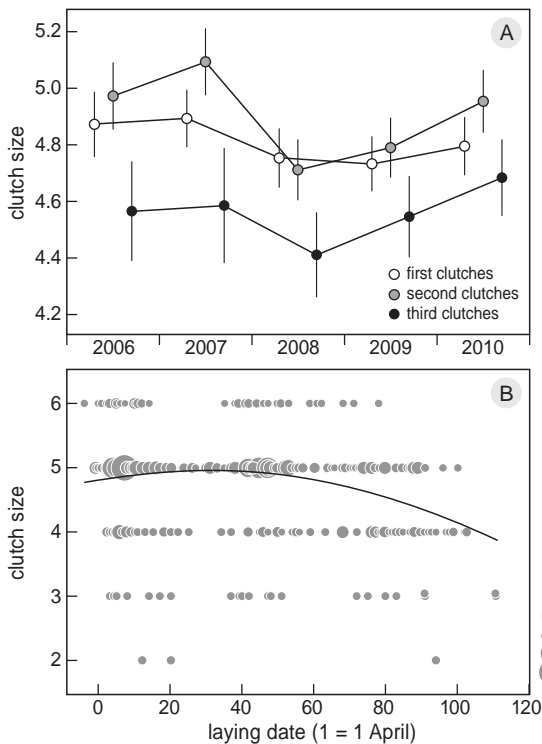 A
5.2
5.0
4.8
4.6
4.4
4.2
clutch size
first clutches
second clutches
third clutches
2006 2007 2008 2009 2010
B
6
5
4
3
2
clutch size
0 20 40 60 80 100 120
laying date (1 = 1 April)